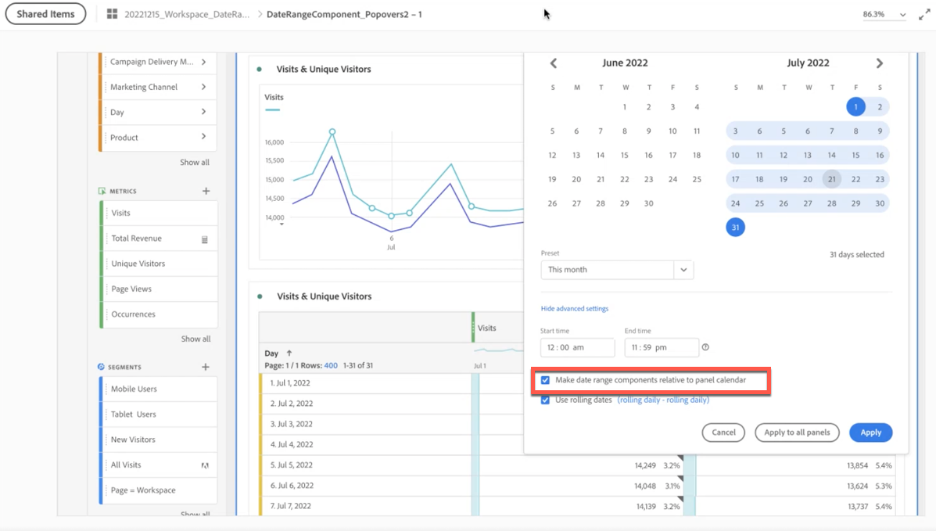 Shared Items
20221215_Workspace_DateRa... > DateRangeComponent_Popovers2 – 1
86.3%
Campaign Delivery M...
Marketing Channel
Day
Product
Show all
METRICS
Visits
Total Revenue
Unique Visitors
Page Views
Occurrences
Show all
SEGMENTS
Mobile Users
Tablet Users
New Visitors
All Visits
Page = Workspace
Show all
Visits & Unique Visitors
Visits
16,000
15,500
15,000
14,500
14,000
6
Jul
Visits & Unique Visitors
Visits
Day ↑
Page: 1 / 1 Rows: 400 1-31 of 31
Jul 1
1. Jul 1, 2022
2. Jul 2, 2022
3. Jul 3, 2022
4. Jul 4, 2022
5. Jul 5, 2022 14,249 3.2% 13,854 5.4%
6. Jul 6, 2022 14,048 3.1% 13,624 5.3%
7. Jul 7, 2022 14,139 3.2% 13,737 5.4%
June 2022
S M T W T F S
1 2 3 4
5 6 7 8 9 10 11
12 13 14 15 16 17 18
19 20 21 22 23 24 25
26 27 28 29 30
July 2022
S M T W T F S
1 2
3 4 5 6 7 8 9
10 11 12 13 14 15 16
17 18 19 20 21 22 23
24 25 26 27 28 29 30
31
Preset
This month
31 days selected
Hide advanced settings
Start time End time
12 : 00 am 11 : 59 pm
Make date range components relative to panel calendar
Use rolling dates (rolling daily - rolling daily)
Cancel
Apply to all panels
Apply